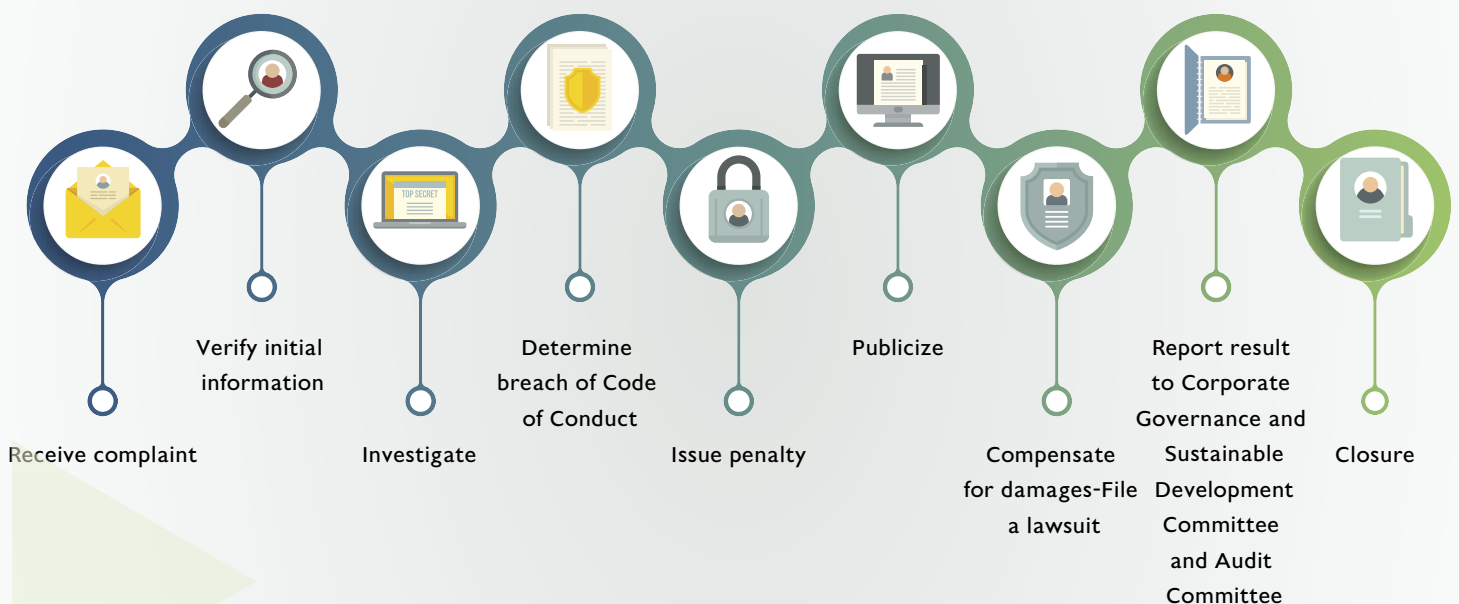 TOP SECRET
Receive complaint
Verify initial
information
Investigate
Determine
breach of Code
of Conduct
Issue penalty
Publicize
Compensate
for damages-File
a lawsuit
Report result
to Corporate
Governance and
Sustainable
Development
Committee
and Audit
Committee
Closure